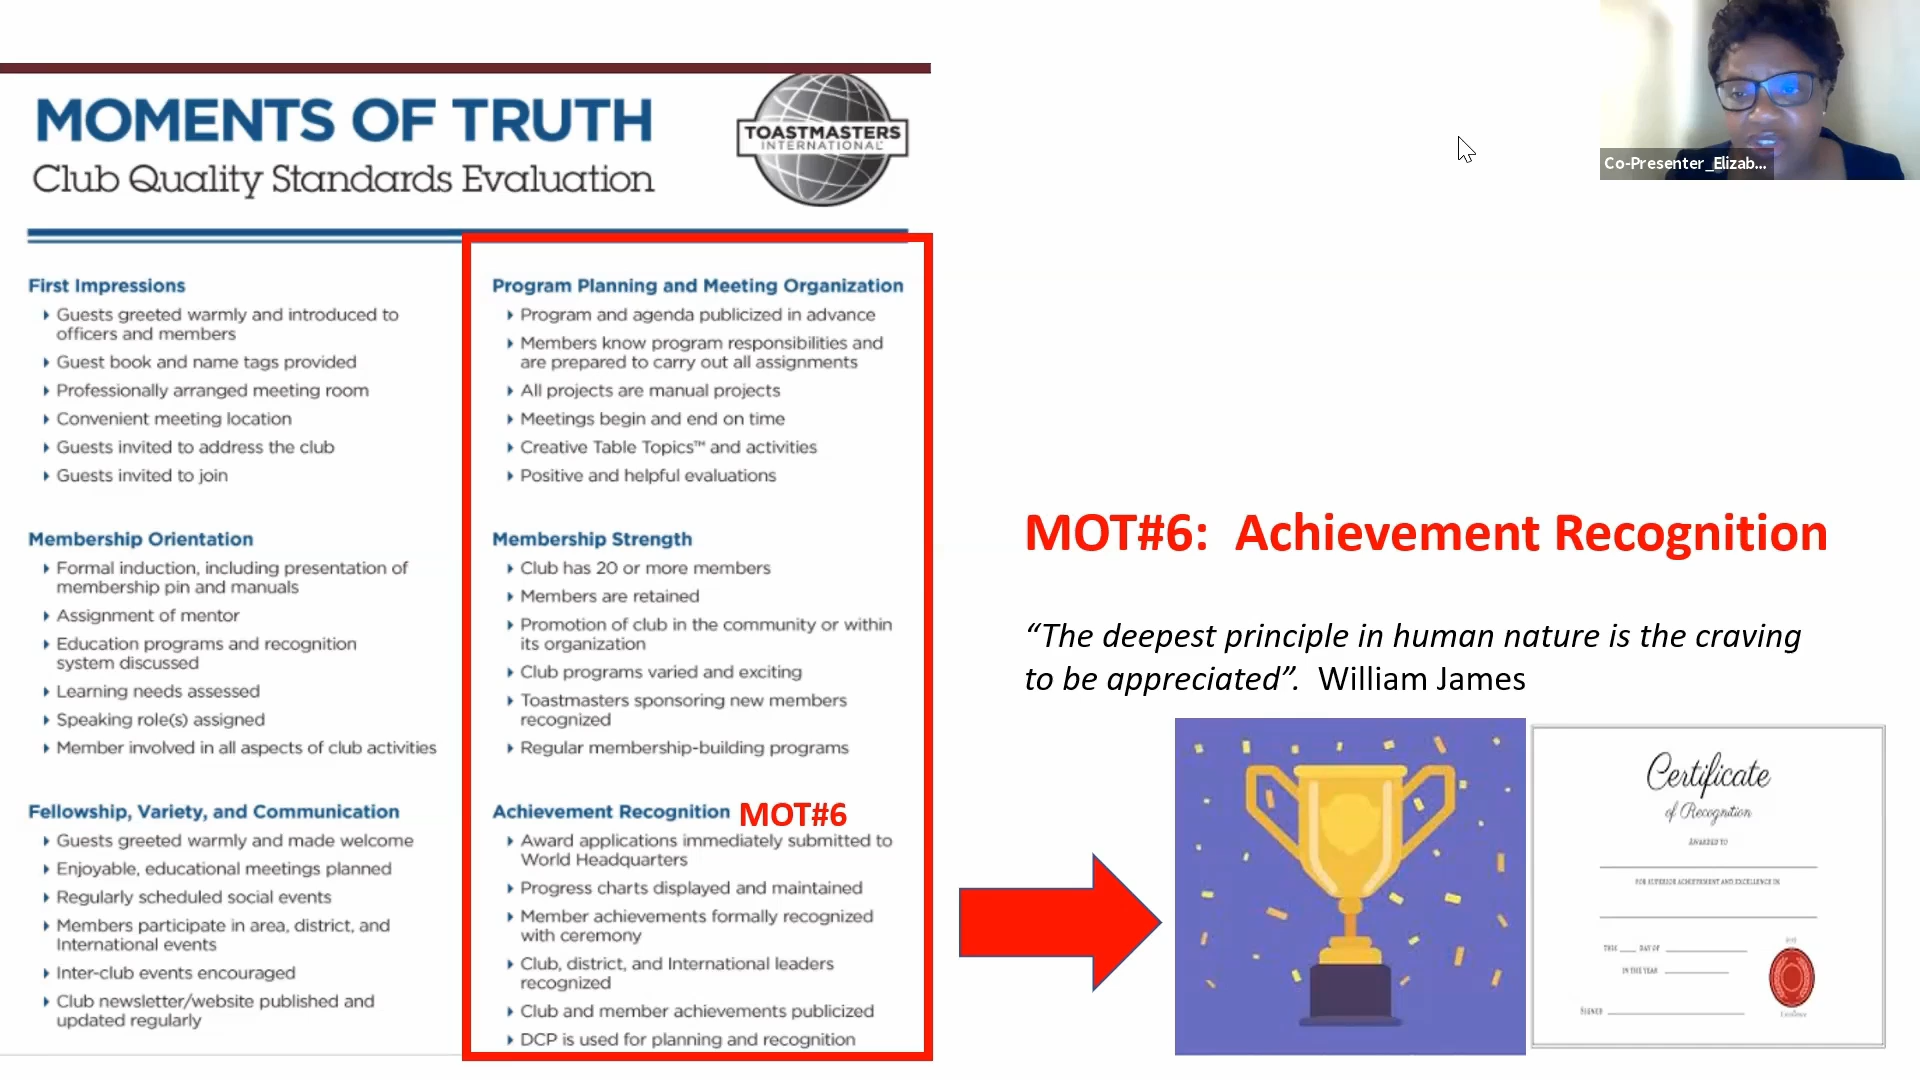 MOMENTS OF TRUTH
Club Quality Standards Evaluation
TOASTMASTERS
INTERNATIONAL
Co-Presenter_Elizab...
First Impressions
Guests greeted warmly and introduced to
officers and members
Guest book and name tags provided
Professionally arranged meeting room
Convenient meeting location
Guests invited to address the club
Guests invited to join
Membership Orientation
Formal induction, including presentation of
membership pin and manuals
Assignment of mentor
Education programs and recognition
system discussed
Learning needs assessed
Speaking role(s) assigned
Member involved in all aspects of club activities
Fellowship, Variety, and Communication
Guests greeted warmly and made welcome
Enjoyable, educational meetings planned
Regularly scheduled social events
Members participate in area, district, and
International events
Inter-club events encouraged
Club newsletter/website published and
updated regularly
Program Planning and Meeting Organization
Program and agenda publicized in advance
Members know program responsibilities and
are prepared to carry out all assignments
All projects are manual projects
Meetings begin and end on time
Creative Table Topics™ and activities
Positive and helpful evaluations
Membership Strength
Club has 20 or more members
Members are retained
Promotion of club in the community or within
its organization
Club programs varied and exciting
Toastmasters sponsoring new members
recognized
Regular membership-building programs
Achievement Recognition MOT#6
Award applications immediately submitted to
World Headquarters
Progress charts displayed and maintained
Member achievements formally recognized
with ceremony
Club, district, and International leaders
recognized
Club and member achievements publicized
DCP is used for planning and recognition
MOT#6: Achievement Recognition
“The deepest principle in human nature is the craving
to be appreciated”. William James
Certificate
of Recognition
AWARDED TO
FOR SUPERIOR ACHIEVEMENT AND EXCELLENCE IN
THIS ____ DAY OF ____
IN THE YEAR ____
SIGNED ____
Excellence